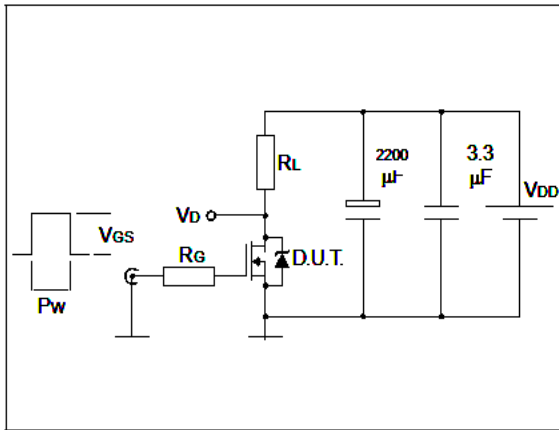 RL
2200
µF
3.3
µF
VDD
VD
VGS
RG
D.U.T.
PW